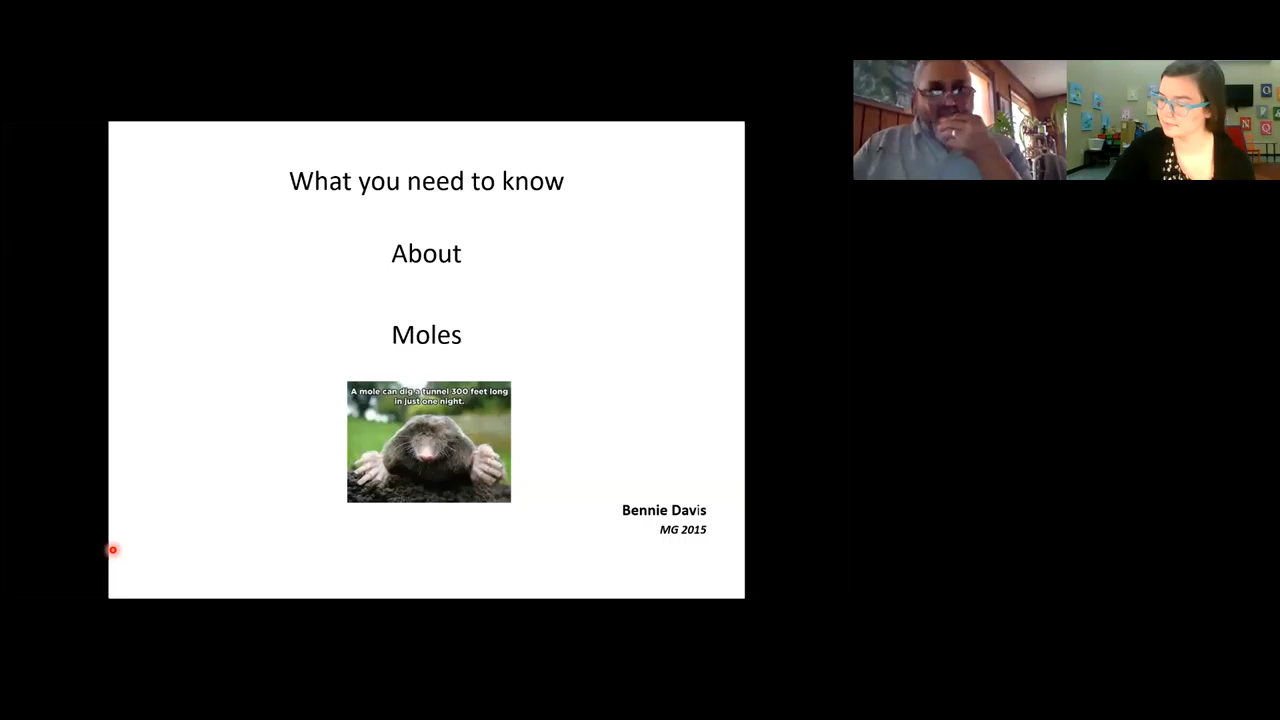 What you need to know
About
Moles
A mole can dig a tunnel 300 feet long
in just one night.
Bennie Davis
MG 2015
O
P
N
Q